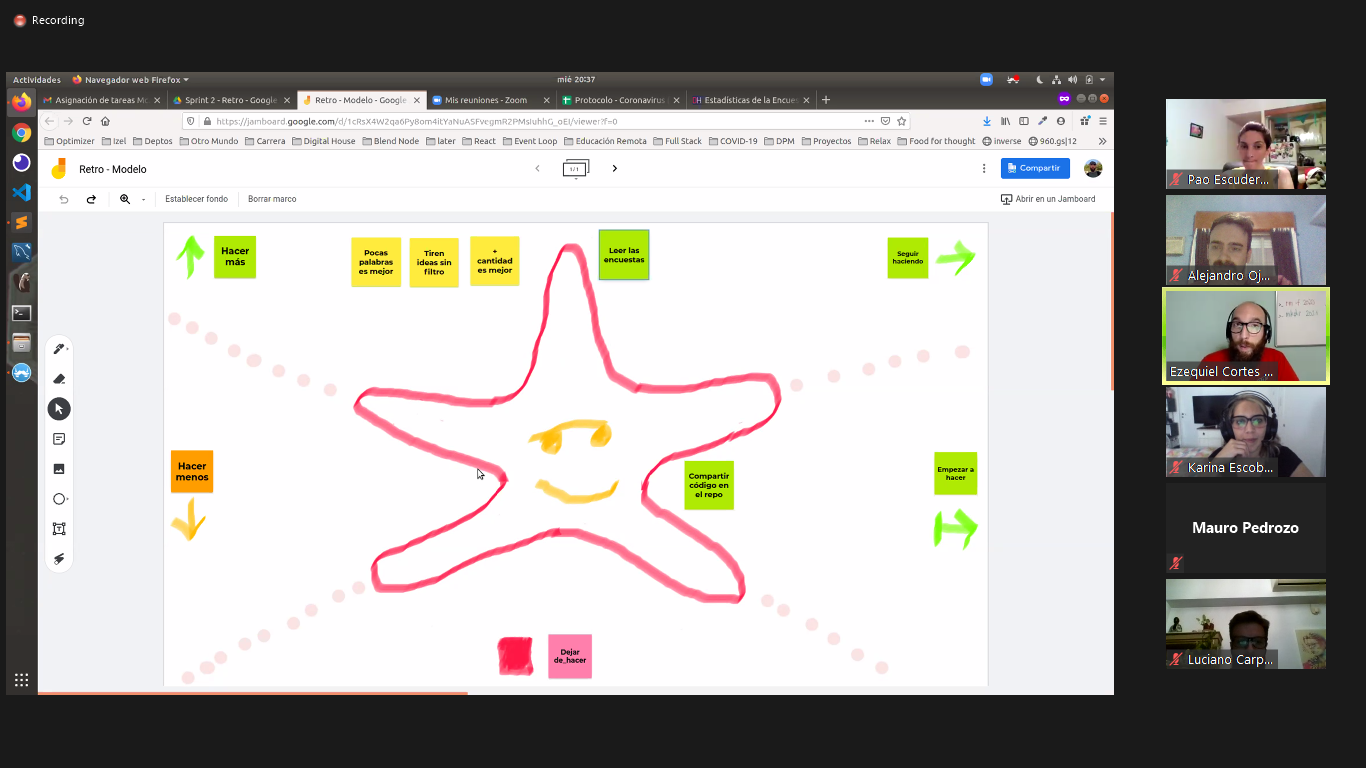 Recording
Actividades
Navegador web Firefox
mié 20:37
Asignación de tareas Mo
Sprint 2 - Retro - Google
Retro - Modelo - Google
Mis reuniones - Zoom
Protocolo - Coronavirus
Estadísticas de la Encue
https://jamboard.google.com/d/
/viewer?f=0
Optimizer
Izel
Deptos
Otro Mundo
Carrera
Digital House
Blend Node
later
React
Event Loop
Educación Remota
Full Stack
COVID-19
DPM
Proyectos
Relax
Food for thought
inverse
960.gs|12
Retro - Modelo
1/1
Compartir
Establecer fondo
Borrar marco
Abrir en un Jamboard
Hacer
más
Pocas
palabras
es mejor
Tiren
ideas sin
filtro
+
cantidad
es mejor
Leer las
encuestas
Seguir
haciendo
Hacer
menos
Compartir
código en
el repo
Empezar a
hacer
Dejar
de_hacer
Pao Escuder...
Alejandro Oj...
Ezequiel Cortes ...
Karina Escob...
Mauro Pedrozo
Luciano Carp...